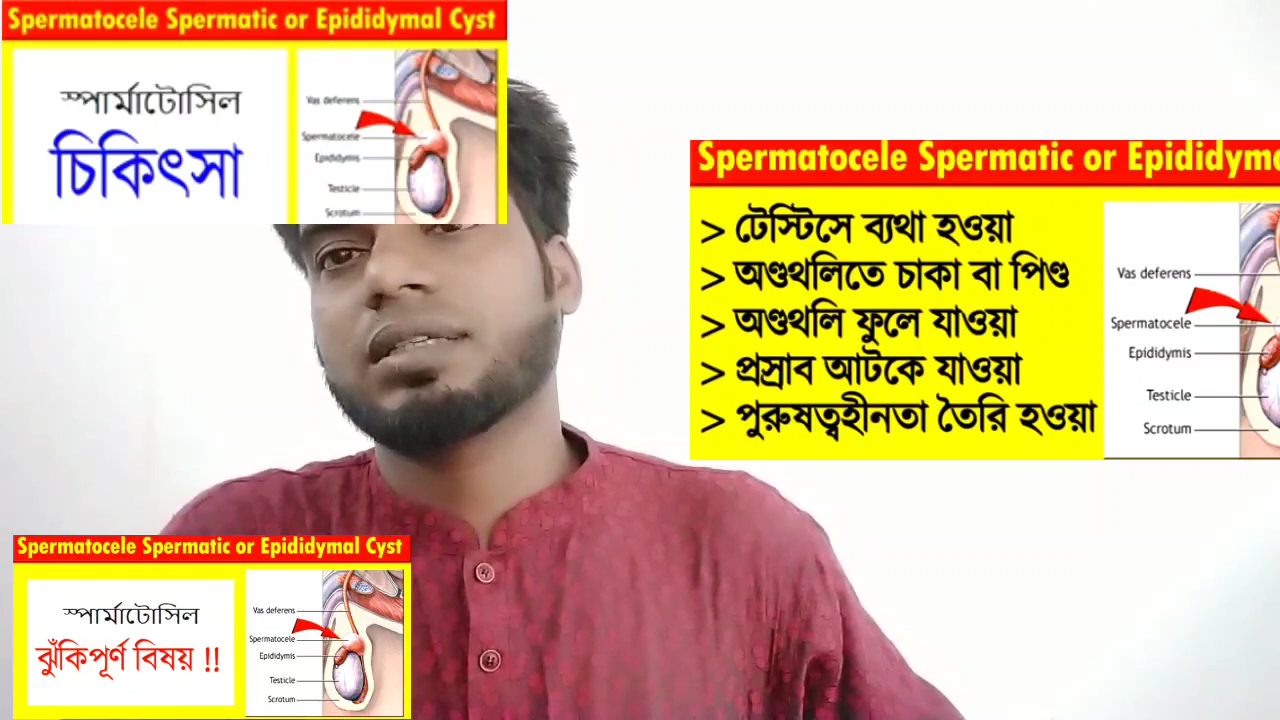 Spermatocele Spermatic or Epididymal Cyst
স্পার্মাটোসিল
চিকিৎসা
Vas deferens
Spermatocele
Epididymis
Testicle
Scrotum
Spermatocele Spermatic or Epididyma
> টেস্টিসে ব্যথা হওয়া
> অণ্ডথলিতে চাকা বা পিণ্ড
> অণ্ডথলি ফুলে যাওয়া
> প্রস্রাব আটকে যাওয়া
> পুরুষত্বহীনতা তৈরি হওয়া
Vas deferens
Spermatocele
Epididymis
Testicle
Scrotum
Spermatocele Spermatic or Epididymal Cyst
স্পার্মাটোসিল
ঝুঁকিপূর্ণ বিষয় !!
Vas deferens
Spermatocele
Epididymis
Testicle
Scrotum